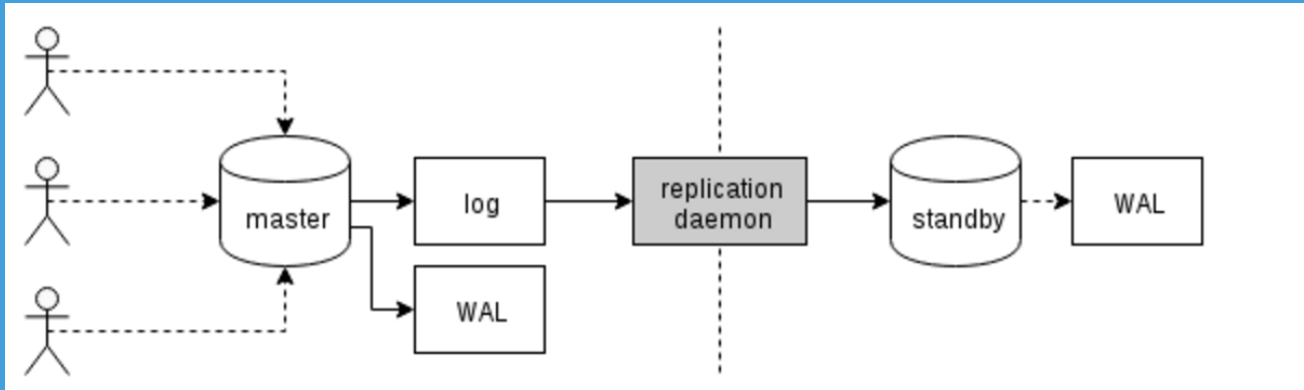 master
log
WAL
replication
daemon
standby
WAL